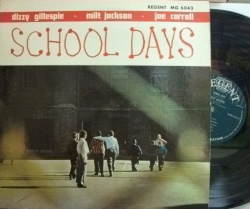 dizzy gillespie - milt jackson - joe carroll
REGENT MG 6043
SCHOOL DAYS
REGENT